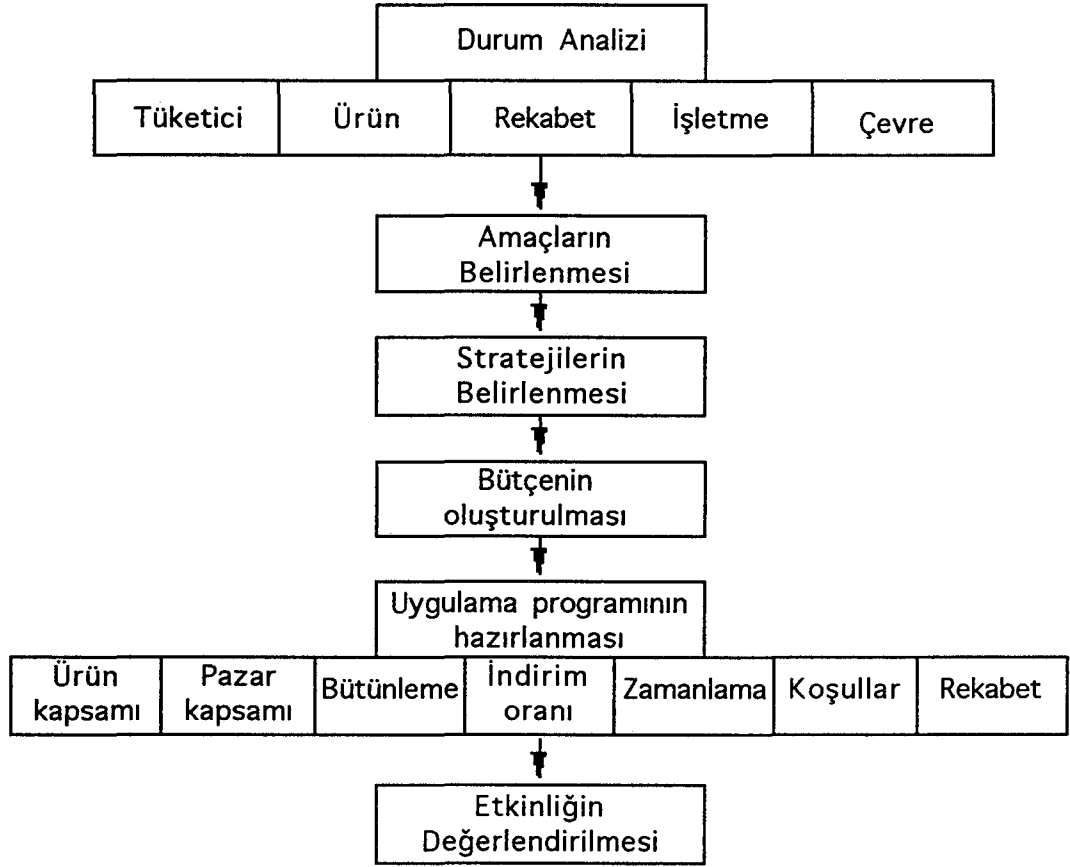 Durum Analizi
Tüketici Ürün Rekabet İşletme Çevre
Amaçların
Belirlenmesi
Stratejilerin
Belirlenmesi
Bütçenin
oluşturulması
Uygulama programının
hazırlanması
Ürün
kapsamı
Pazar
kapsamı
Bütünleme
İndirim
oranı
Zamanlama
Koşullar
Rekabet
Etkinliğin
Değerlendirilmesi